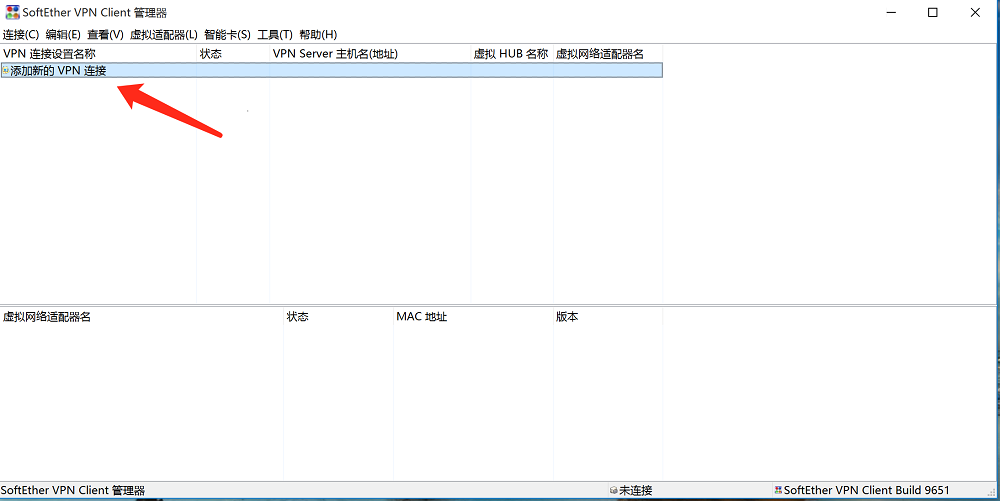 SoftEther VPN Client 管理器
连接(C) 编辑(E) 查看(V) 虚拟适配器(L) 智能卡(S) 工具(T) 帮助(H)
VPN 连接设置名称 状态 VPN Server 主机名(地址) 虚拟 HUB 名称 虚拟网络适配器名
添加新的 VPN 连接
虚拟网络适配器名 状态 MAC 地址 版本
SoftEther VPN Client 管理器 未连接 SoftEther VPN Client Build 9651